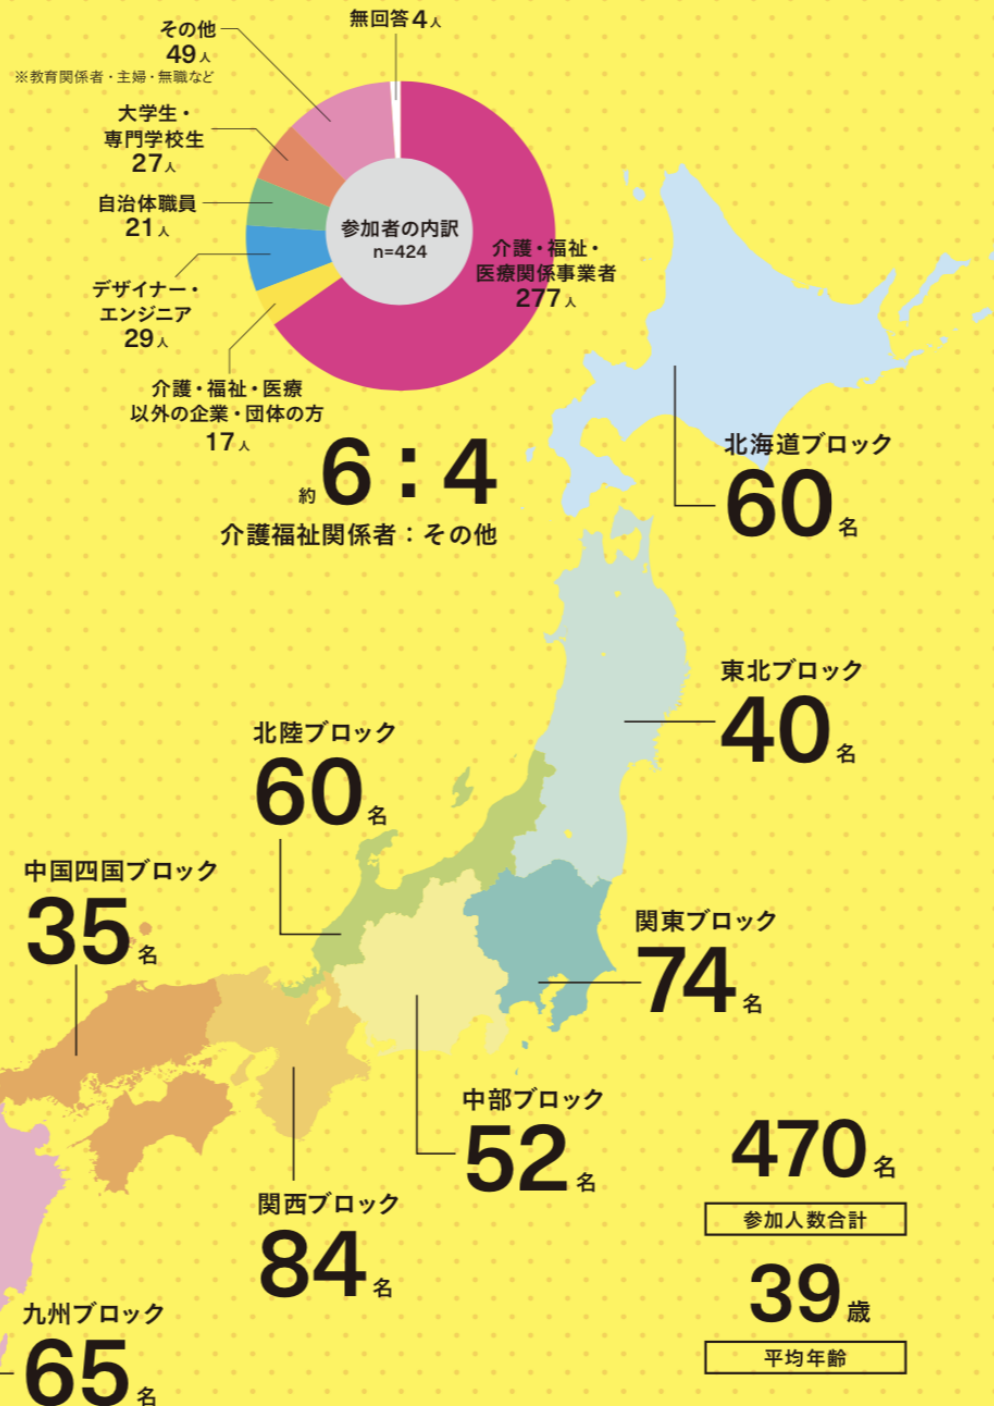 無回答4人
その他
49人
※教育関係者・主婦・無職など
大学生・
専門学校生
27人
自治体職員
21人
デザイナー・
エンジニア
29人
介護・福祉・医療
以外の企業・団体の方
17人
参加者の内訳
n=424
介護・福祉・
医療関係事業者
277人
約6:4
介護福祉関係者:その他
北海道ブロック
60名
東北ブロック
40名
北陸ブロック
60名
中国四国ブロック
35名
関東ブロック
74名
中部ブロック
52名
関西ブロック
84名
九州ブロック
65名
470名
参加人数合計
39歳
平均年齢